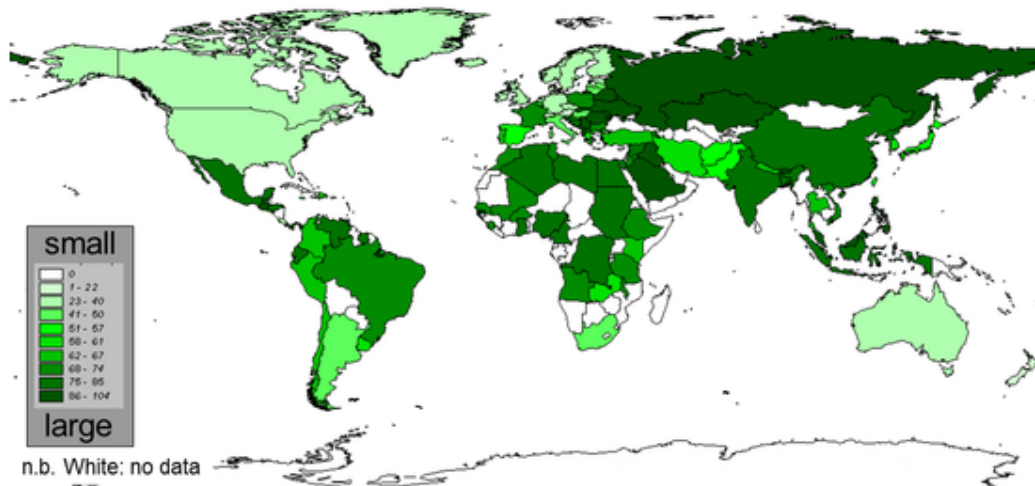 small
0
1 - 22
23 - 40
41 - 50
51 - 57
58 - 61
62 - 67
68 - 74
75 - 85
86 - 104
large
n.b. White: no data